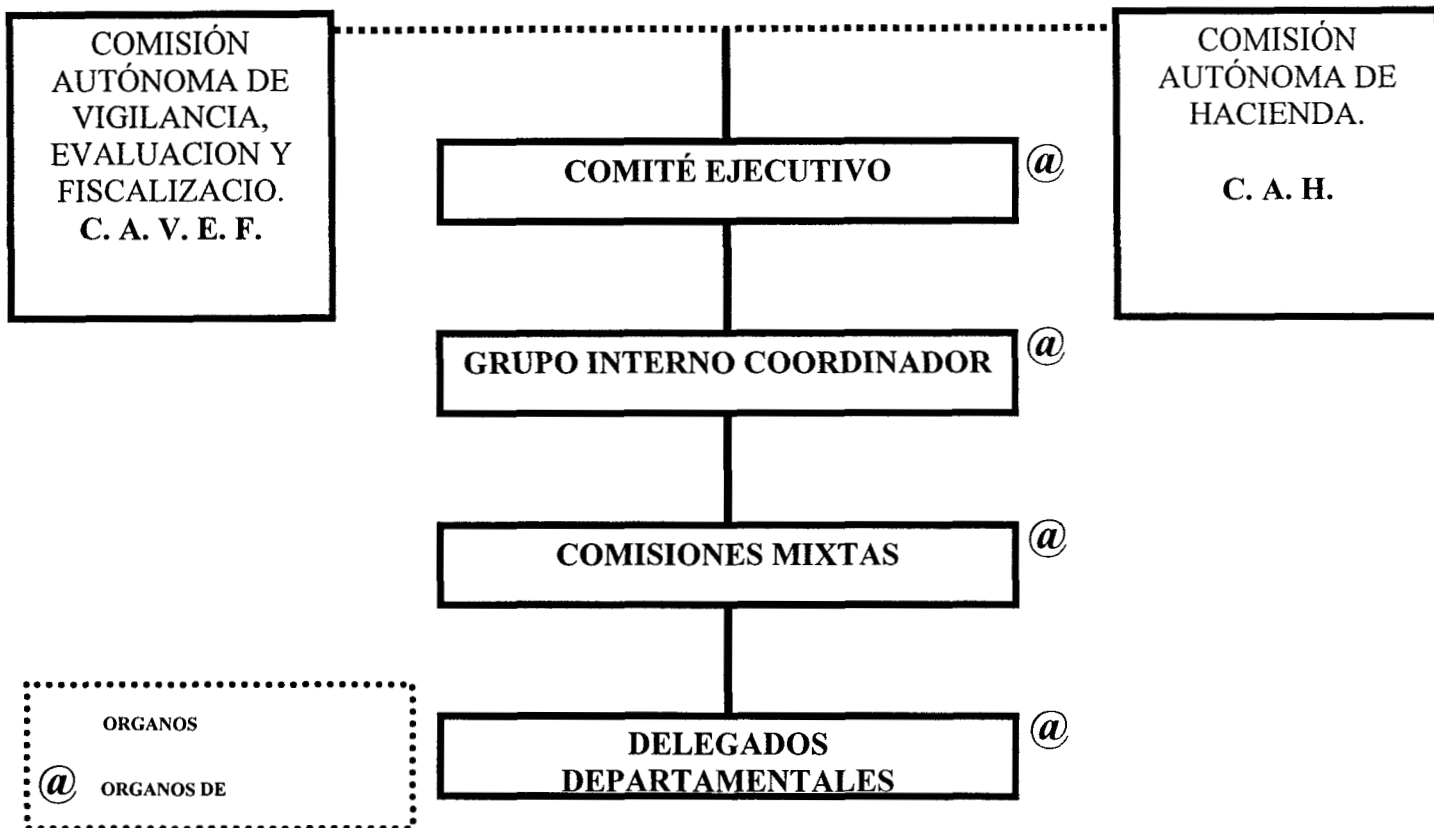 COMISIÓN
AUTÓNOMA DE
VIGILANCIA,
EVALUACION Y
FISCALIZACIO.
C. A. V. E. F.
COMISIÓN
AUTÓNOMA DE
HACIENDA.
C. A. H.
COMITÉ EJECUTIVO @
GRUPO INTERNO COORDINADOR @
COMISIONES MIXTAS @
DELEGADOS @
DEPARTAMENTALES
ORGANOS
@ ORGANOS DE